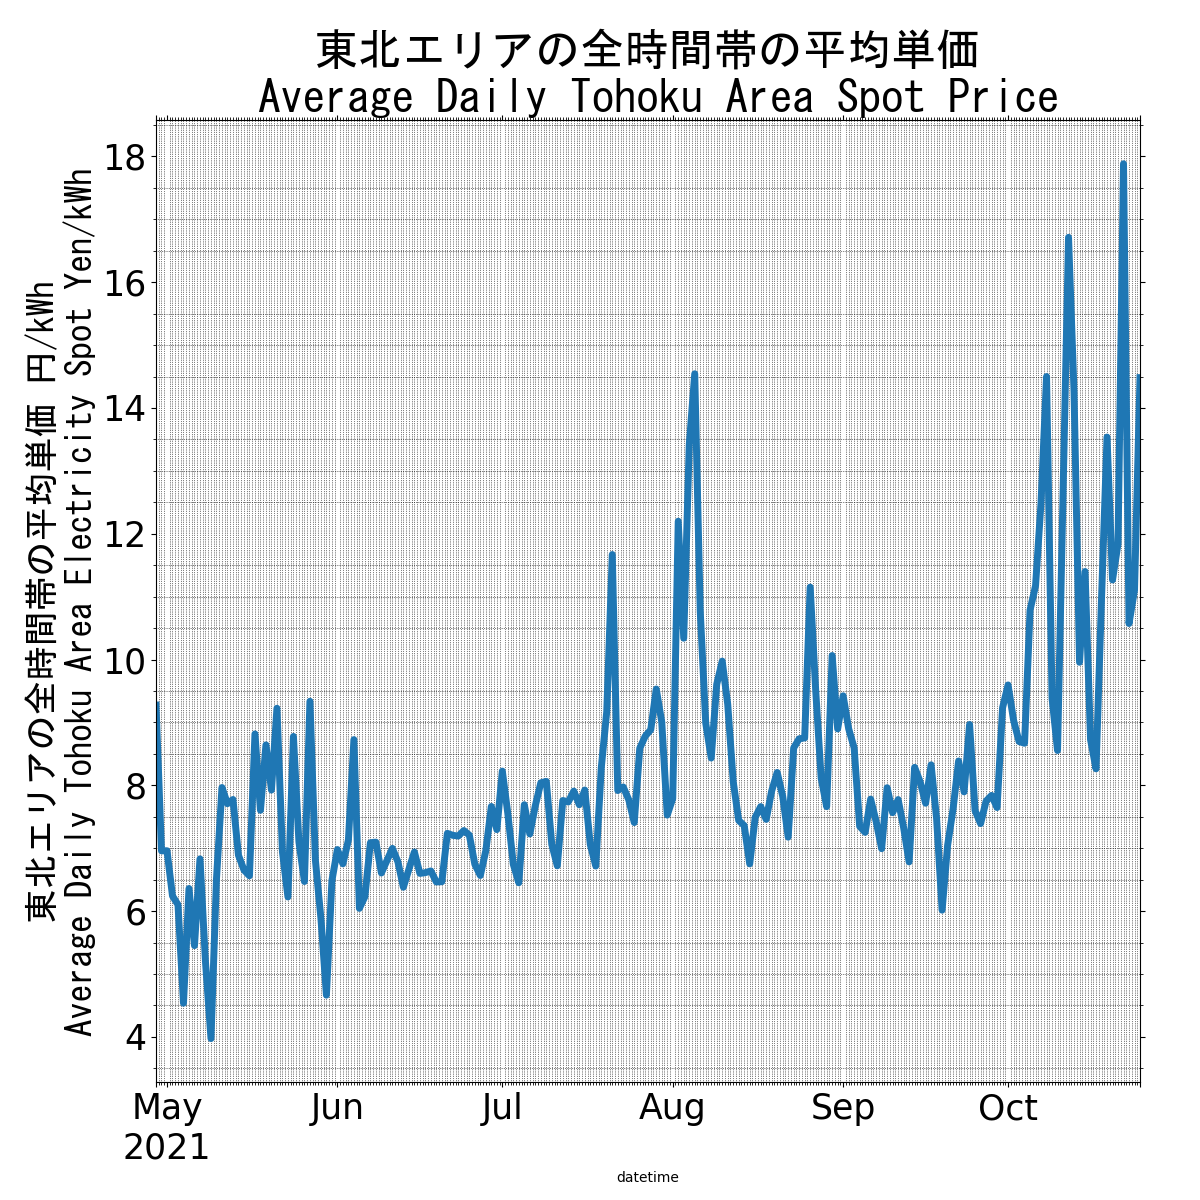 東北エリアの全時間帯の平均単価
Average Daily Tohoku Area Spot Price
東北エリアの全時間帯の平均単価 円/kWh
Average Daily Tohoku Area Electricity Spot Yen/kWh
18
16
14
12
10
8
6
4
May Jun Jul Aug Sep Oct
2021
datetime